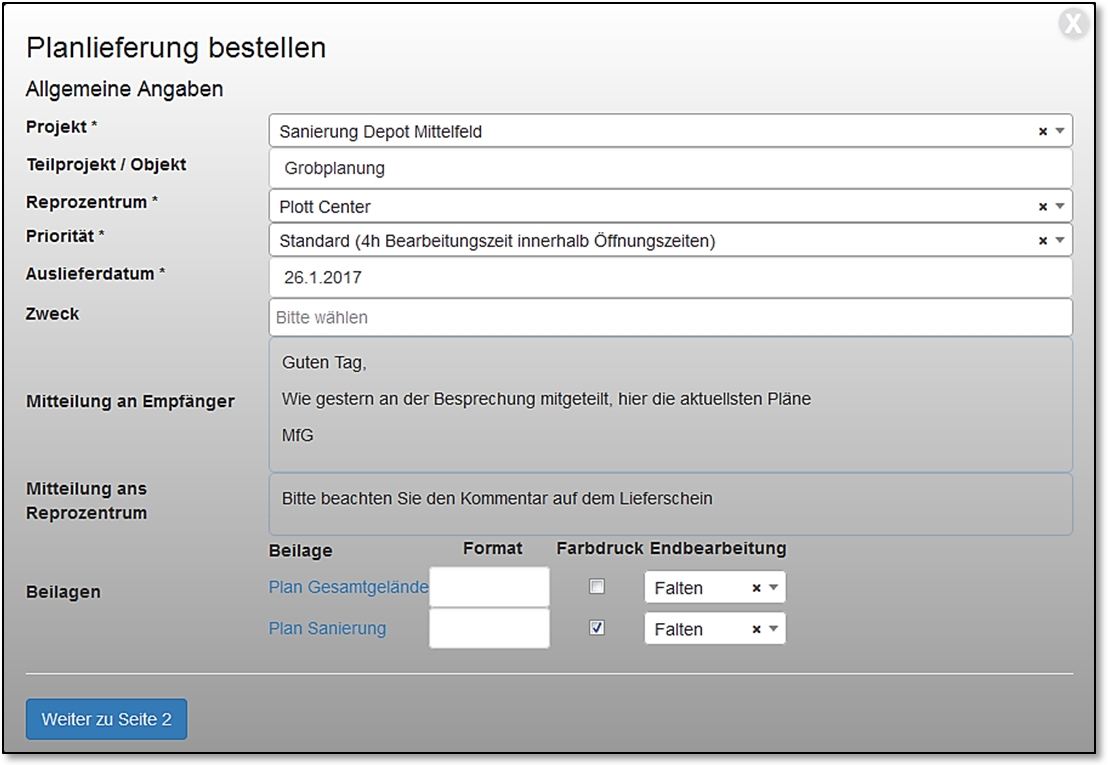 X
Planlieferung bestellen
Allgemeine Angaben
Projekt * Sanierung Depot Mittelfeld ×
Teilprojekt / Objekt Grobplanung
Reprozentrum * Plott Center ×
Priorität * Standard (4h Bearbeitungszeit innerhalb Öffnungszeiten) ×
Auslieferdatum * 26.1.2017
Zweck Bitte wählen
Mitteilung an Empfänger
Guten Tag,
Wie gestern an der Besprechung mitgeteilt, hier die aktuellsten Pläne
MfG
Mitteilung ans
Reprozentrum
Bitte beachten Sie den Kommentar auf dem Lieferschein
Beilagen
Beilage Format Farbdruck Endbearbeitung
Plan Gesamtgelände Falten ×
Plan Sanierung Falten ×
Weiter zu Seite 2